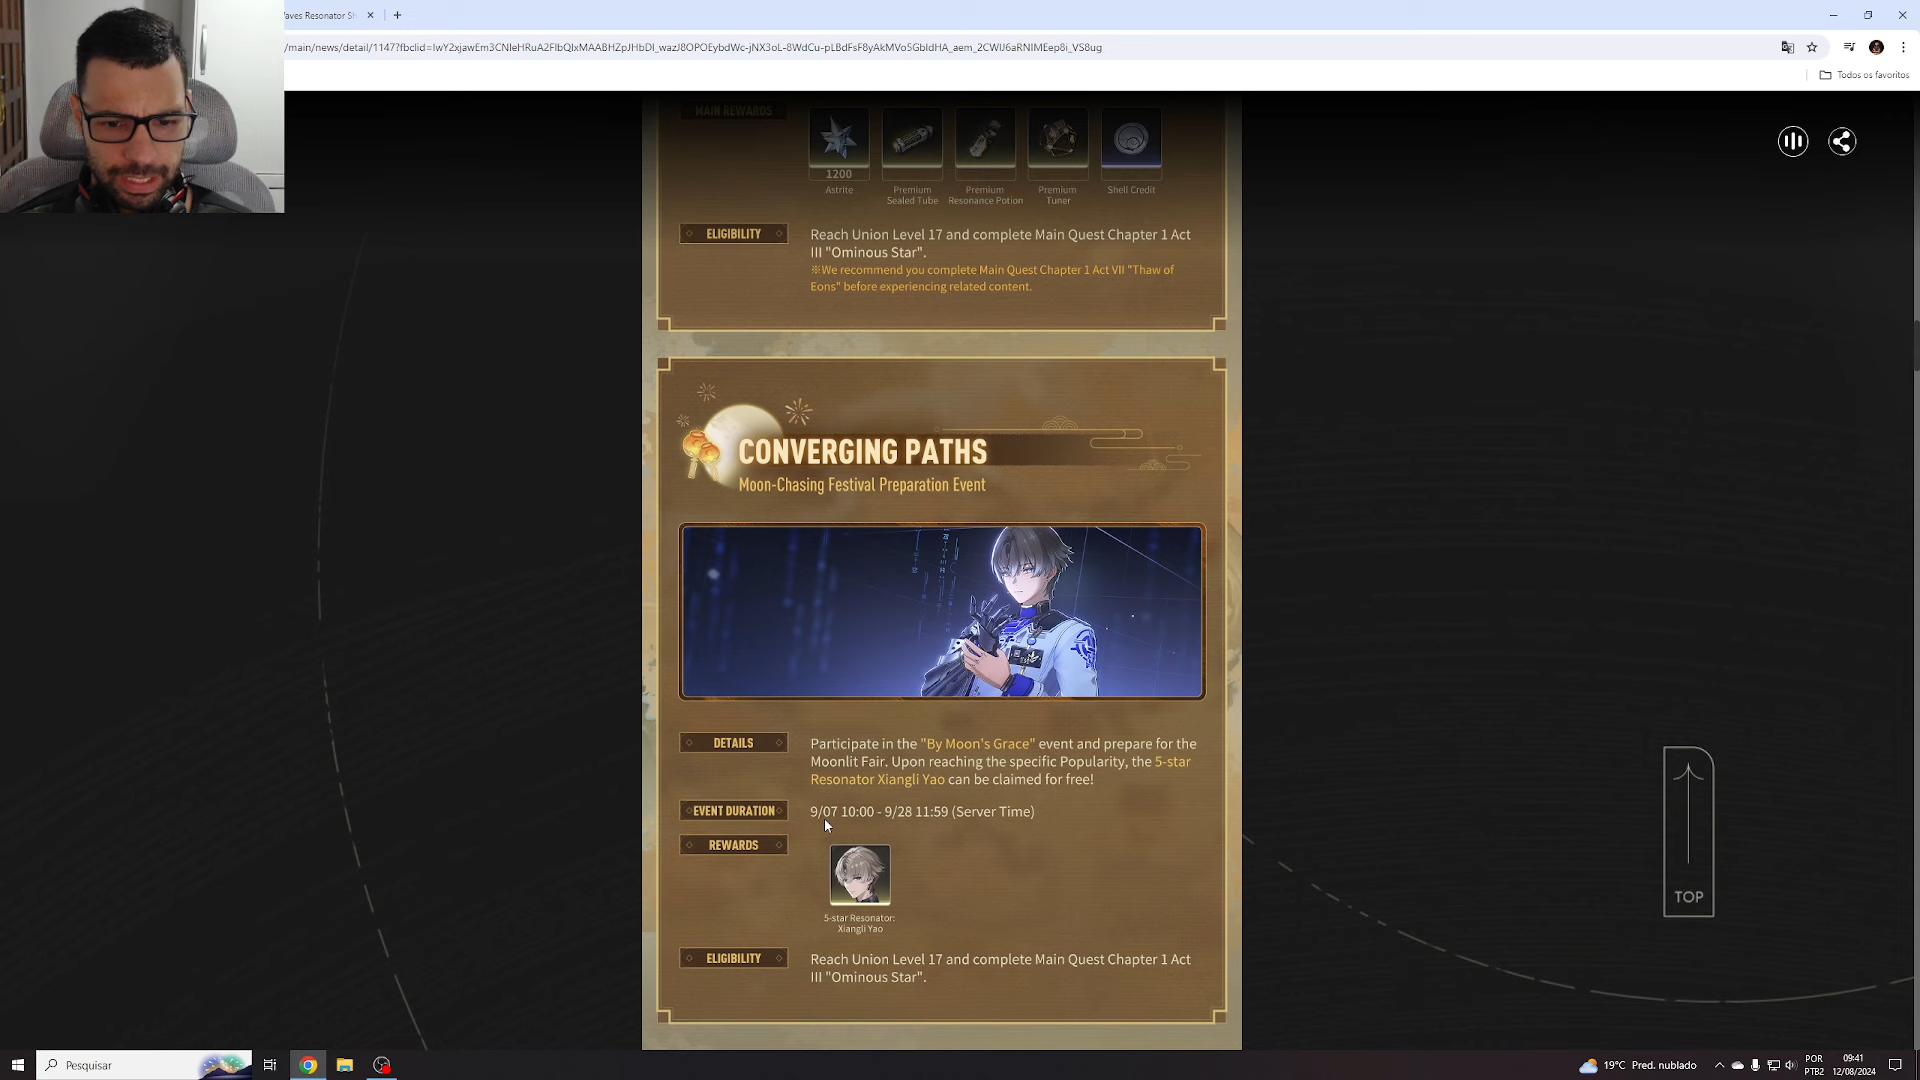 /main/news/detail/1147?fbclid=IwY2xjawEm3CNleHRuA2FlbQIxMAABHZpJHbDI_wazJ8OPOEybdWc-jNX3oL-8WdCu-pLBdFsF8yAkMVo5GbIdHA_aem_2CWlJ6aRNIMEep8i_VS8ug
Todos os favoritos
MAIN REWARDS
1200
Astrite
Premium Sealed Tube
Premium Resonance Potion
Premium Tuner
Shell Credit
ELIGIBILITY
Reach Union Level 17 and complete Main Quest Chapter 1 Act
III "Ominous Star".
※We recommend you complete Main Quest Chapter 1 Act VII "Thaw of
Eons" before experiencing related content.
CONVERGING PATHS
Moon-Chasing Festival Preparation Event
DETAILS
Participate in the "By Moon's Grace" event and prepare for the
Moonlit Fair. Upon reaching the specific Popularity, the 5-star
Resonator Xiangli Yao can be claimed for free!
EVENT DURATION
9/07 10:00 - 9/28 11:59 (Server Time)
REWARDS
5-star Resonator:
Xiangli Yao
ELIGIBILITY
Reach Union Level 17 and complete Main Quest Chapter 1 Act
III "Ominous Star".
TOP
Pesquisar
19°C Pred. nublado
POR
PTB2
09:41
12/08/2024